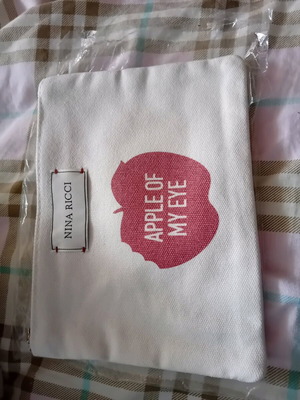 NINA RICCI
APPLE OF
MY EYE